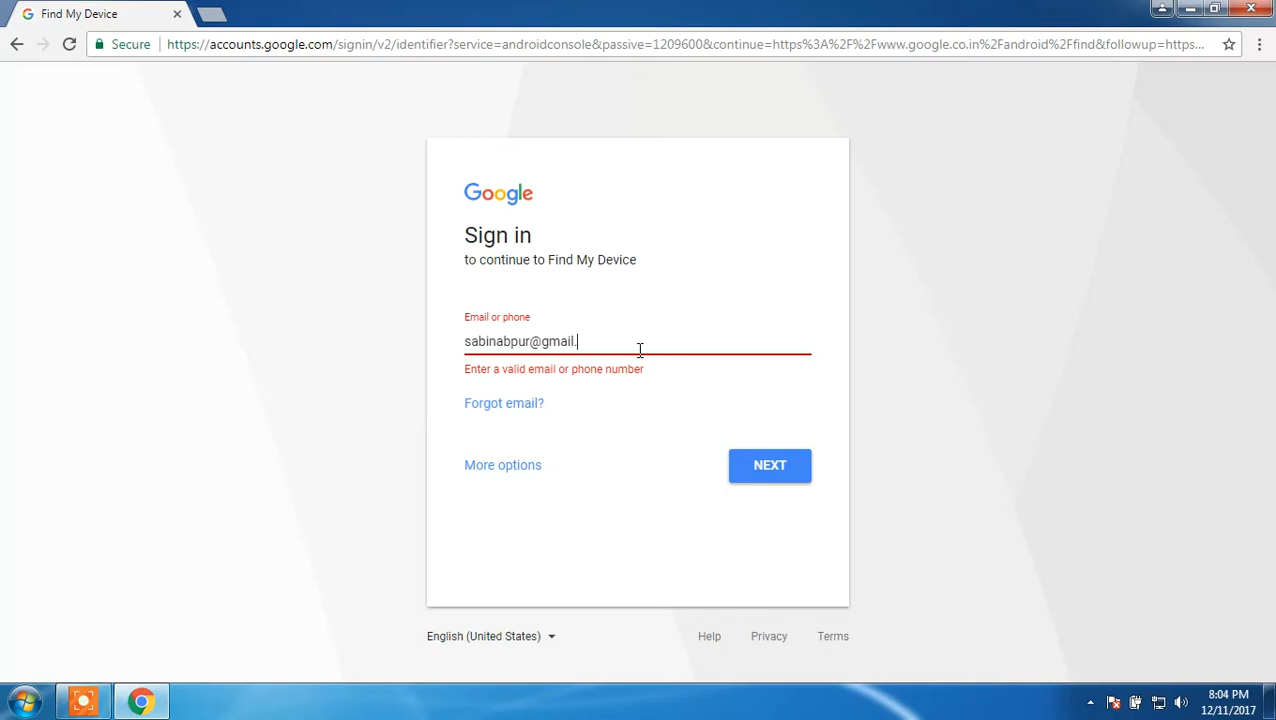 Find My Device
Secure
https://accounts.google.com/signin/v2/identifier?service=androidconsole&passive=1209600&continue=https%3A%2F%2Fwww.google.co.in%2Fandroid%2Ffind&followup=https...
Google
Sign in
to continue to Find My Device
Email or phone
sabinabpur@gmail.
Enter a valid email or phone number
Forgot email?
More options
NEXT
English (United States)
Help
Privacy
Terms
8:04 PM
12/11/2017